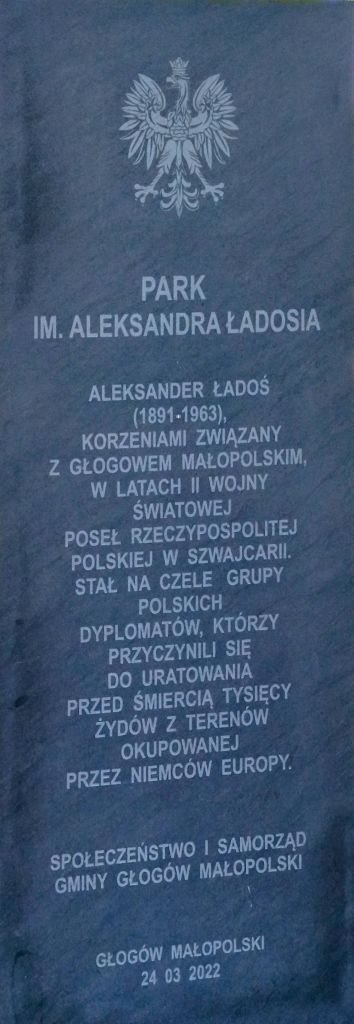 PARK
IM. ALEKSANDRA ŁADOSIA
ALEKSANDER ŁADOŚ
(1891-1963),
KORZENIAMI ZWIĄZANY
Z GŁOGOWEM MAŁOPOLSKIM,
W LATACH II WOJNY
ŚWIATOWEJ
POSEŁ RZECZYPOSPOLITEJ
POLSKIEJ W SZWAJCARII.
STAŁ NA CZELE GRUPY
POLSKICH
DYPLOMATÓW, KTÓRZY
PRZYCZYNILI SIĘ
DO URATOWANIA
PRZED ŚMIERCIĄ TYSIĘCY
ŻYDÓW Z TERENÓW
OKUPOWANEJ
PRZEZ NIEMCÓW EUROPY.
SPOŁECZEŃSTWO I SAMORZĄD
GMINY GŁOGÓW MAŁOPOLSKI
GŁOGÓW MAŁOPOLSKI
24 03 2022